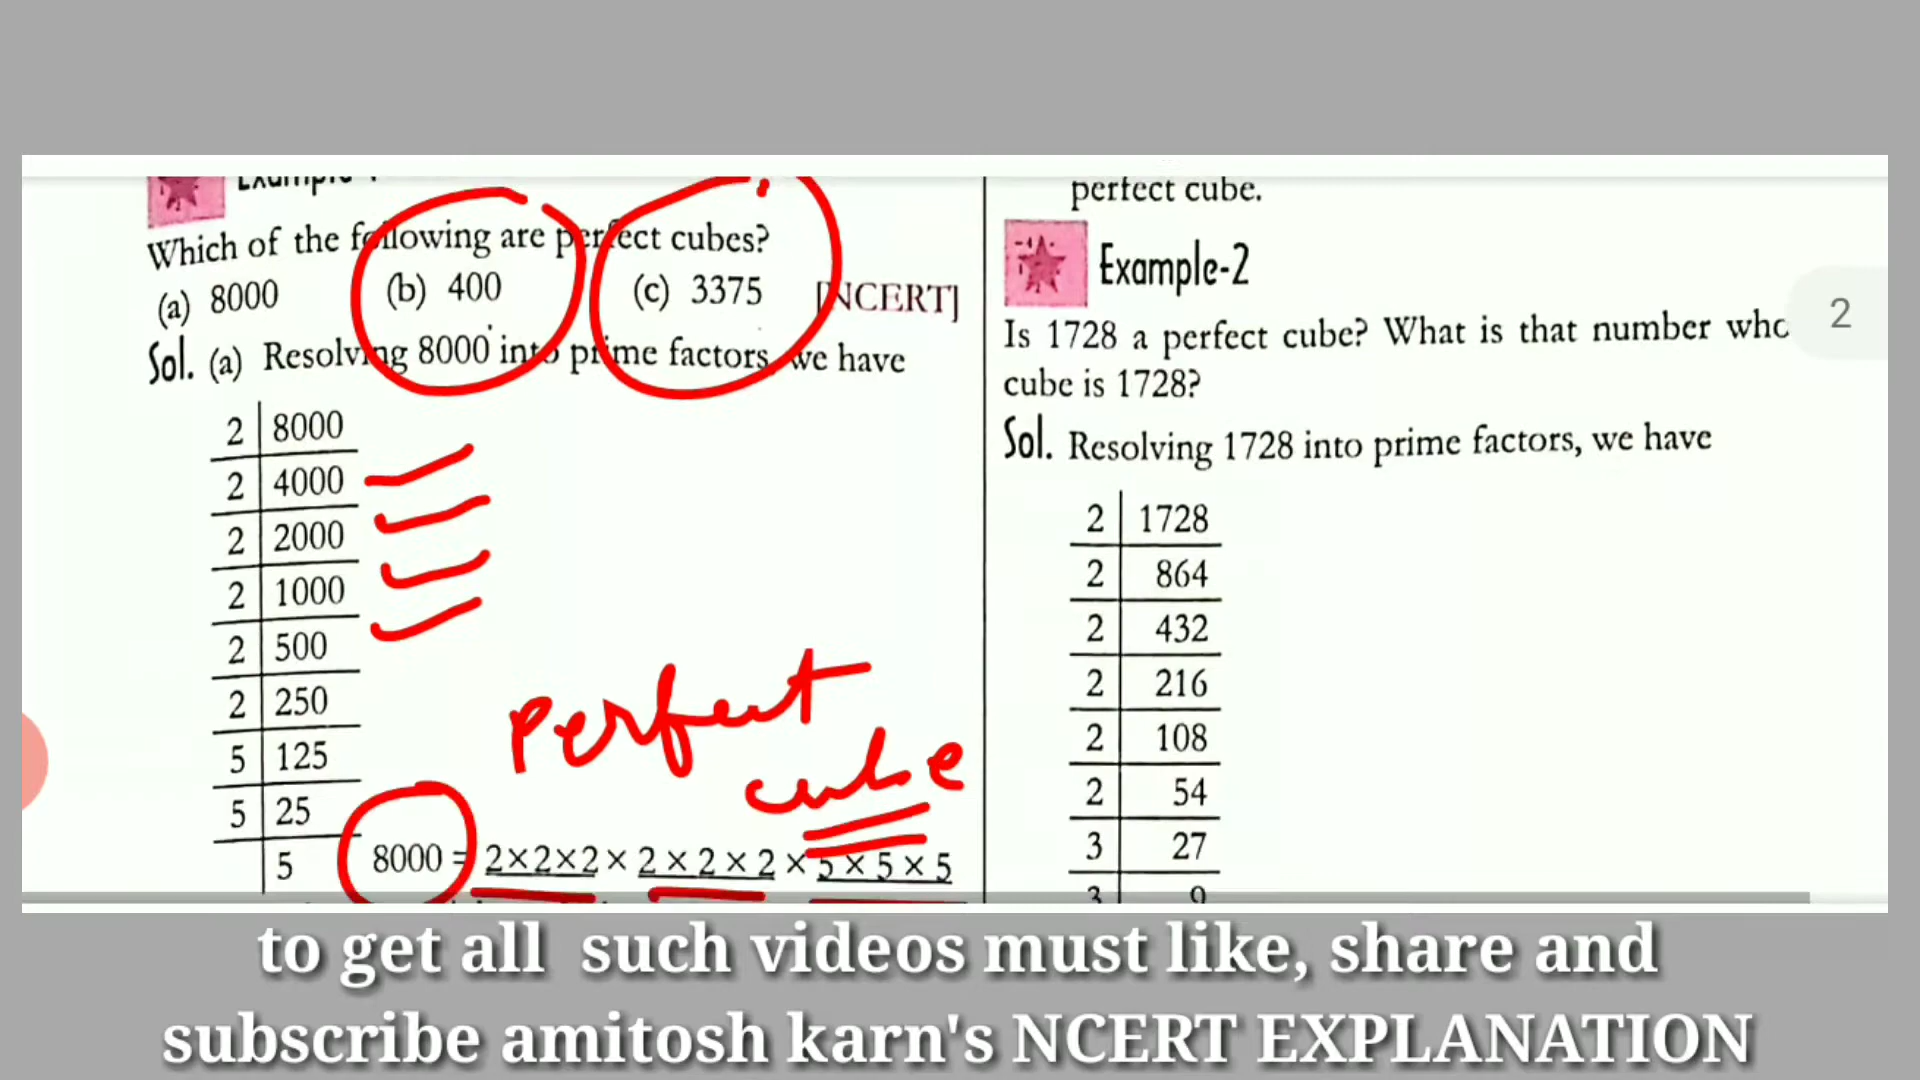 Example-1
Which of the following are perfect cubes?
(a) 8000 (b) 400 (c) 3375 [NCERT]
Sol. (a) Resolving 8000 into prime factors, we have
2 8000
2 4000
2 2000
2 1000
2 500
2 250
5 125
5 25
5
perfect
cube
8000 = 2×2×2 × 2 × 2 × 2 × 5 × 5 × 5
perfect cube.
Example-2
Is 1728 a perfect cube? What is that number who
cube is 1728?
Sol. Resolving 1728 into prime factors, we have
2 1728
2 864
2 432
2 216
2 108
2 54
3 27
3 9
2
to get all such videos must like, share and
subscribe amitosh karn's NCERT EXPLANATION